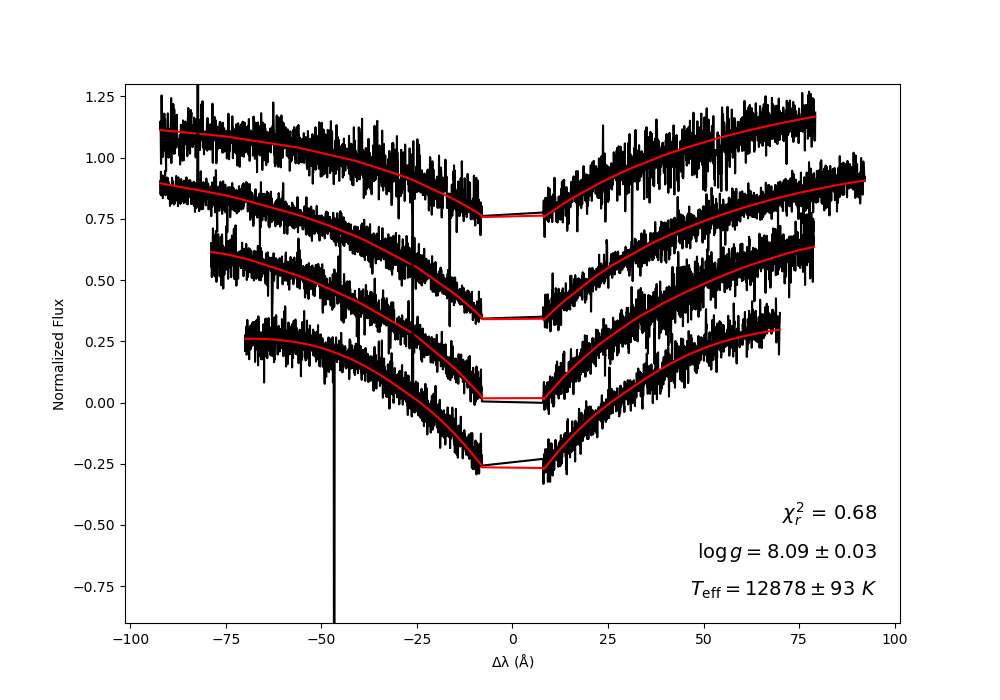 Normalized Flux
1.25
1.00
0.75
0.50
0.25
0.00
−0.25
−0.50
−0.75
χ_r^2 = 0.68
log g = 8.09 ± 0.03
T_eff = 12878 ± 93 K
−100 −75 −50 −25 0 25 50 75 100
Δλ (Å)